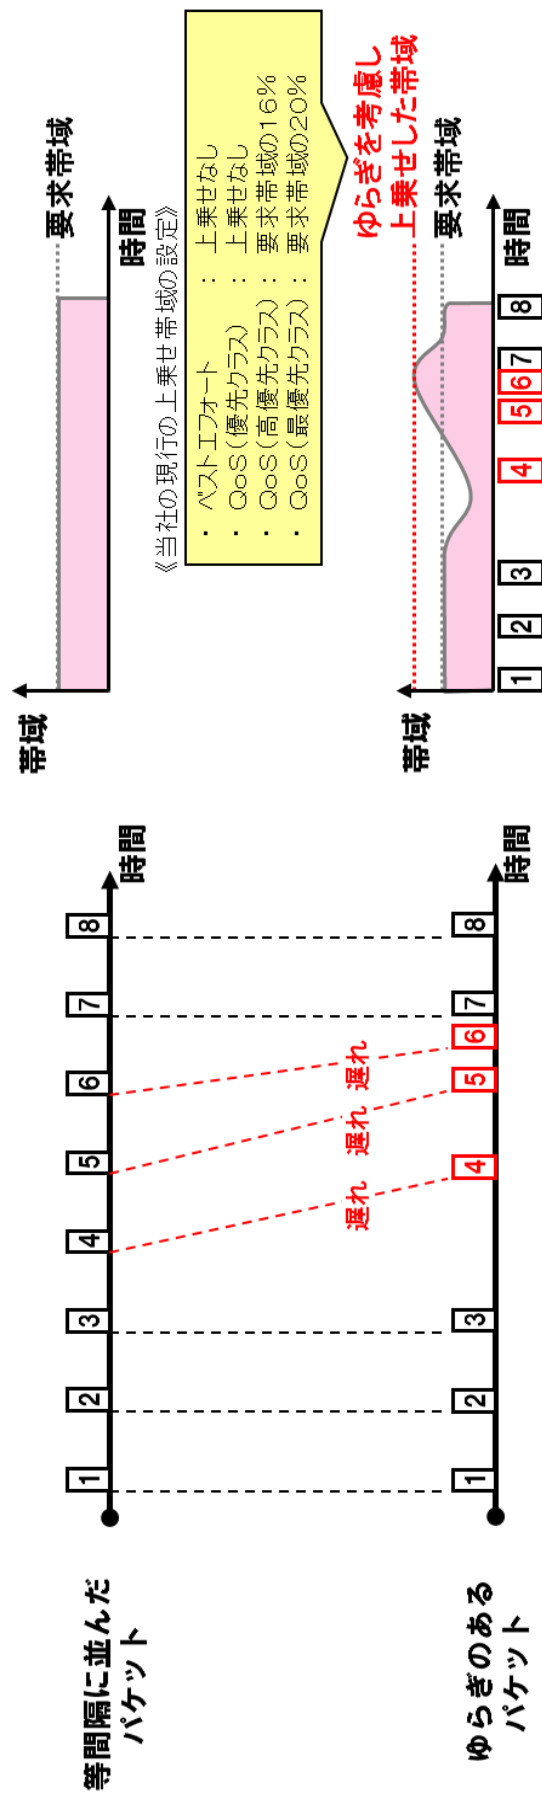 等間隔に並んだ
パケット
1 2 3 4 5 6 7 8
時間
帯域
要求帯域
時間
《当社の現行の上乗せ帯域の設定》
・ ベストエフォート : 上乗せなし
・ QoS(優先クラス) : 上乗せなし
・ QoS(高優先クラス) : 要求帯域の16%
・ QoS(最優先クラス) : 要求帯域の20%
遅れ 遅れ 遅れ
ゆらぎのある
パケット
1 2 3 4 5 6 7 8
時間
帯域
ゆらぎを考慮し
上乗せした帯域
要求帯域
時間
1 2 3 4 5 6 7 8